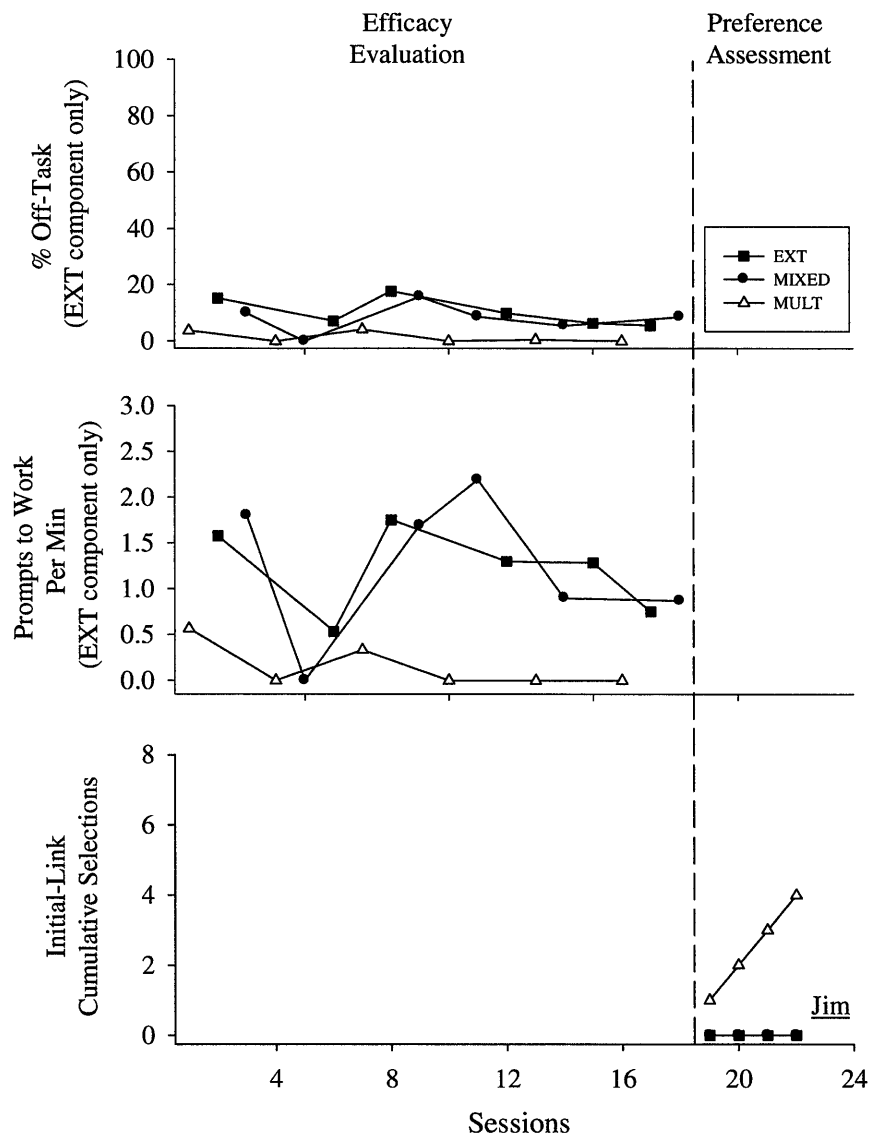 Efficacy
Evaluation
Preference
Assessment
% Off-Task
(EXT component only)
100
80
60
40
20
0
EXT
MIXED
MULT
Prompts to Work
Per Min
(EXT component only)
3.0
2.5
2.0
1.5
1.0
0.5
0.0
Initial-Link
Cumulative Selections
8
6
4
2
0
Jim
4
8
12
16
20
24
Sessions